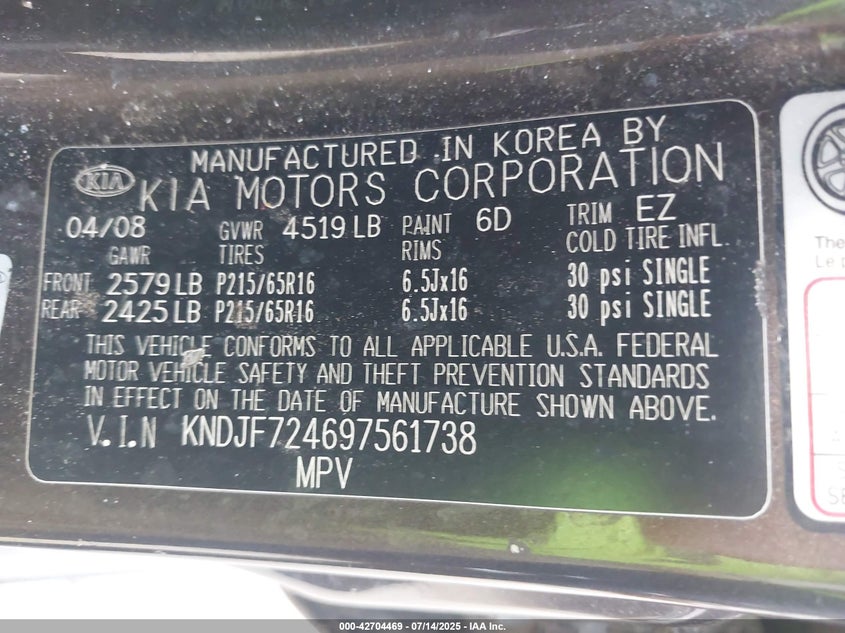 MANUFACTURED IN KOREA BY
KIA KIA MOTORS CORPORATION
04/08 GVWR 4519 LB PAINT 6D TRIM EZ
GAWR TIRES RIMS COLD TIRE INFL.
FRONT 2579 LB P215/65R16 6.5Jx16 30 psi SINGLE
REAR 2425 LB P215/65R16 6.5Jx16 30 psi SINGLE
THIS VEHICLE CONFORMS TO ALL APPLICABLE U.S.A. FEDERAL
MOTOR VEHICLE SAFETY AND THEFT PREVENTION STANDARDS
IN EFFECT ON THE DATE OF MANUFACTURE SHOWN ABOVE.
V.I.N KNDJF724697561738
MPV
The
Le
000-42704469 - 07/14/2025 - IAA Inc.